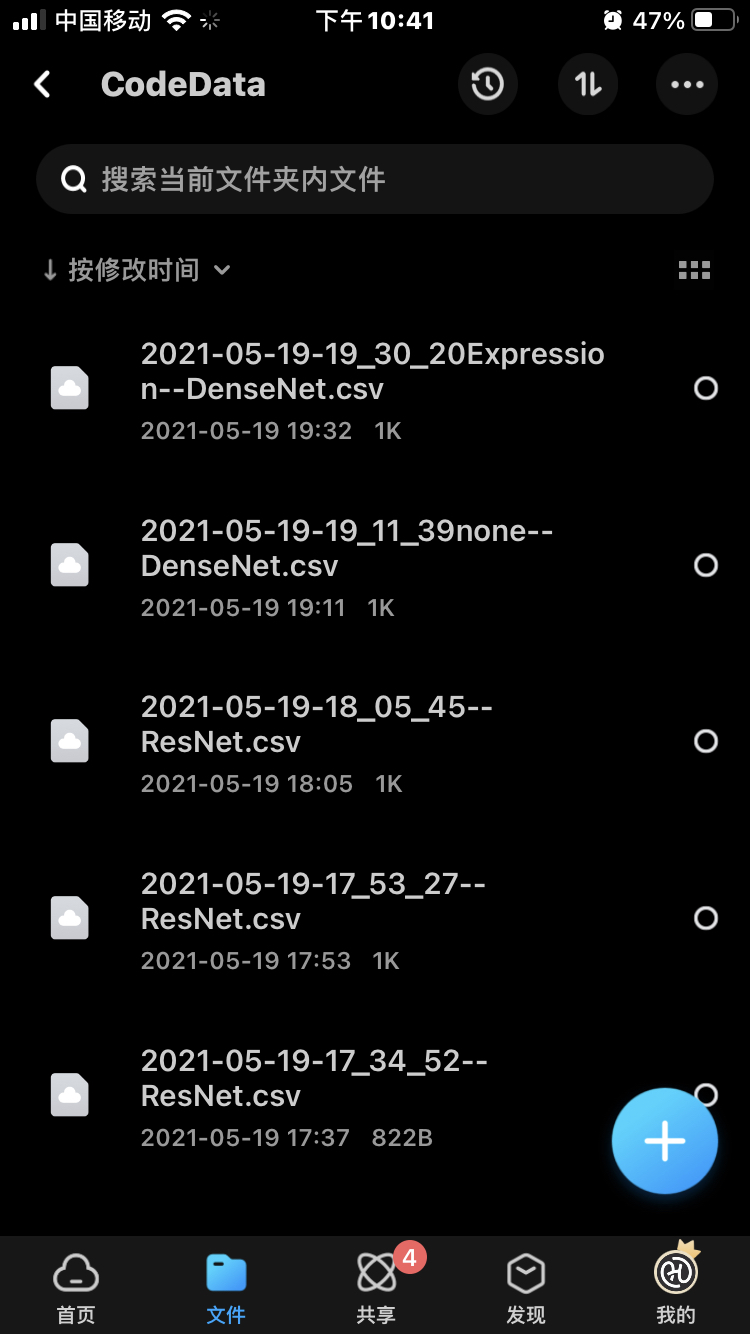 中国移动 下午10:41 47%
CodeData
搜索当前文件夹内文件
↓ 按修改时间
2021-05-19-19_30_20Expressio
n--DenseNet.csv
2021-05-19 19:32 1K
2021-05-19-19_11_39none--
DenseNet.csv
2021-05-19 19:11 1K
2021-05-19-18_05_45--
ResNet.csv
2021-05-19 18:05 1K
2021-05-19-17_53_27--
ResNet.csv
2021-05-19 17:53 1K
2021-05-19-17_34_52--
ResNet.csv
2021-05-19 17:37 822B
4
首页 文件 共享 发现 我的